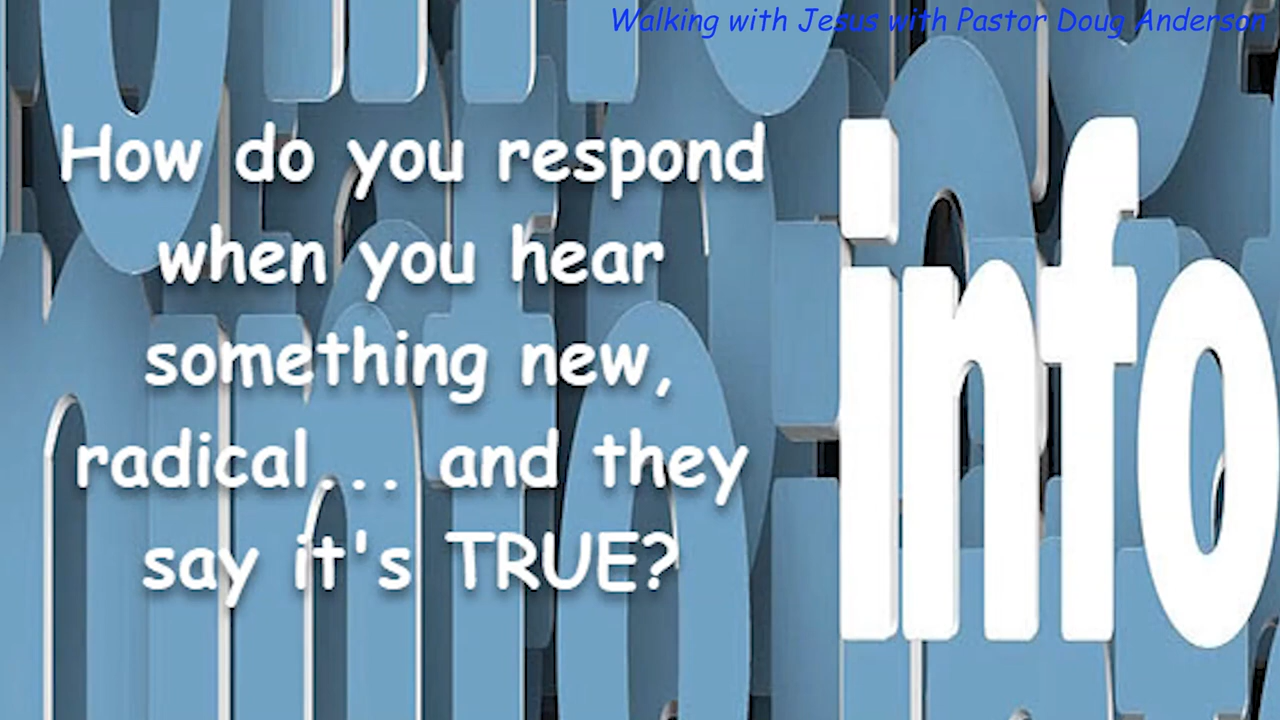 Walking with Jesus with Pastor Doug Anderson
How do you respond
when you hear
something new,
radical... and they
say it's TRUE?
info